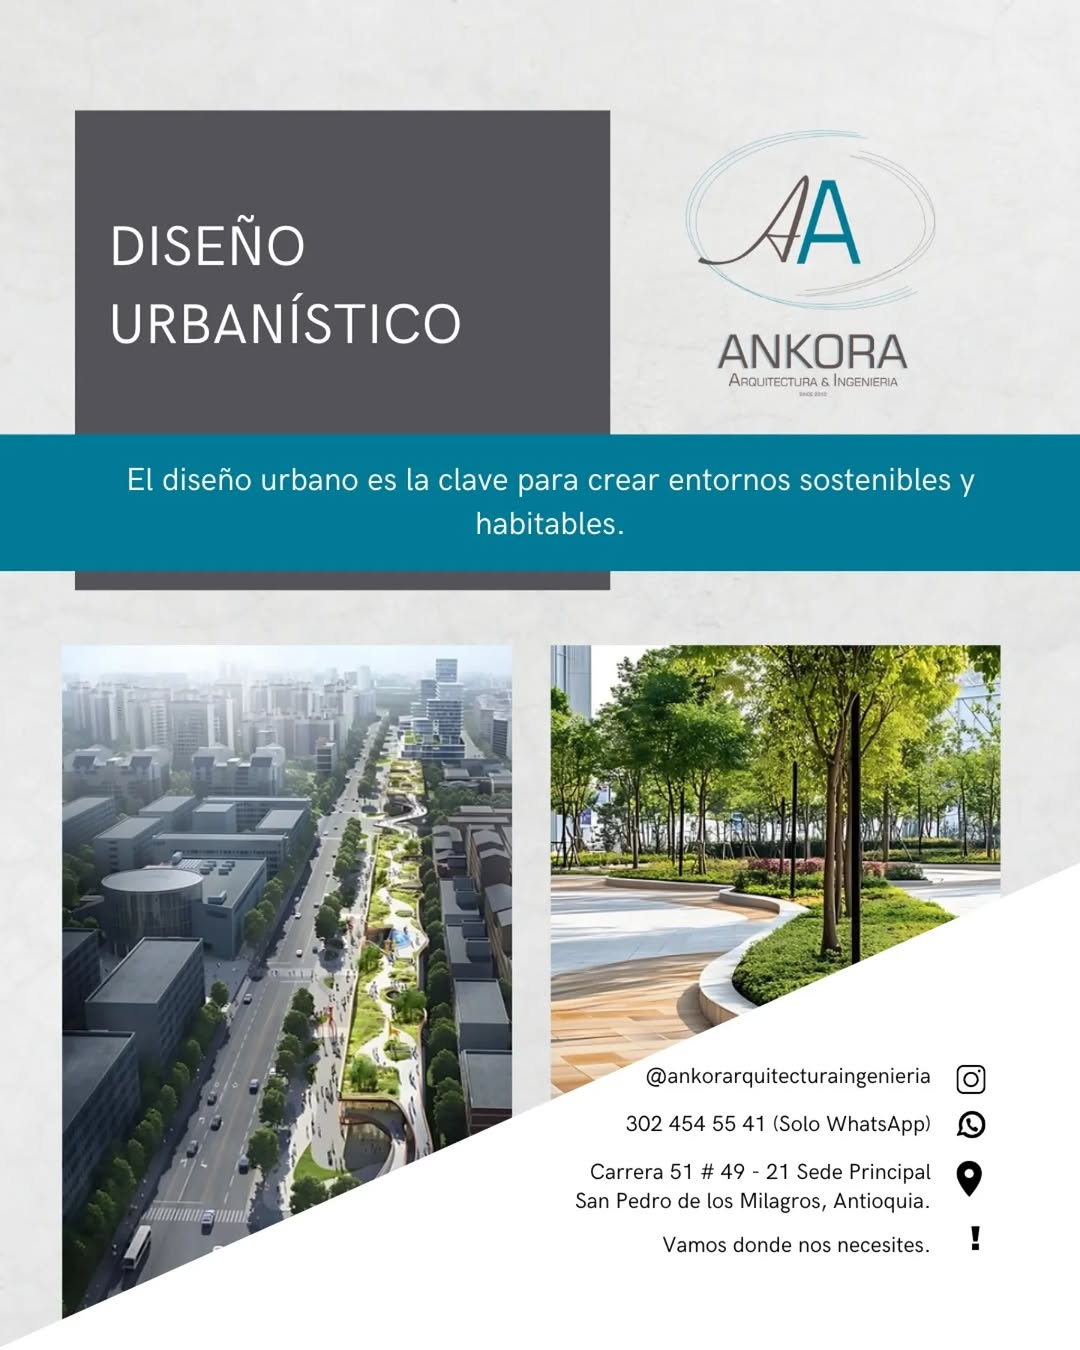 DISEÑO
URBANÍSTICO
AA
ANKORA
ARQUITECTURA & INGENIERIA
SINCE 2012
El diseño urbano es la clave para crear entornos sostenibles y
habitables.
@ankorarquitecturaingenieria
302 454 55 41 (Solo WhatsApp)
Carrera 51 # 49 - 21 Sede Principal
San Pedro de los Milagros, Antioquia.
Vamos donde nos necesites.
!